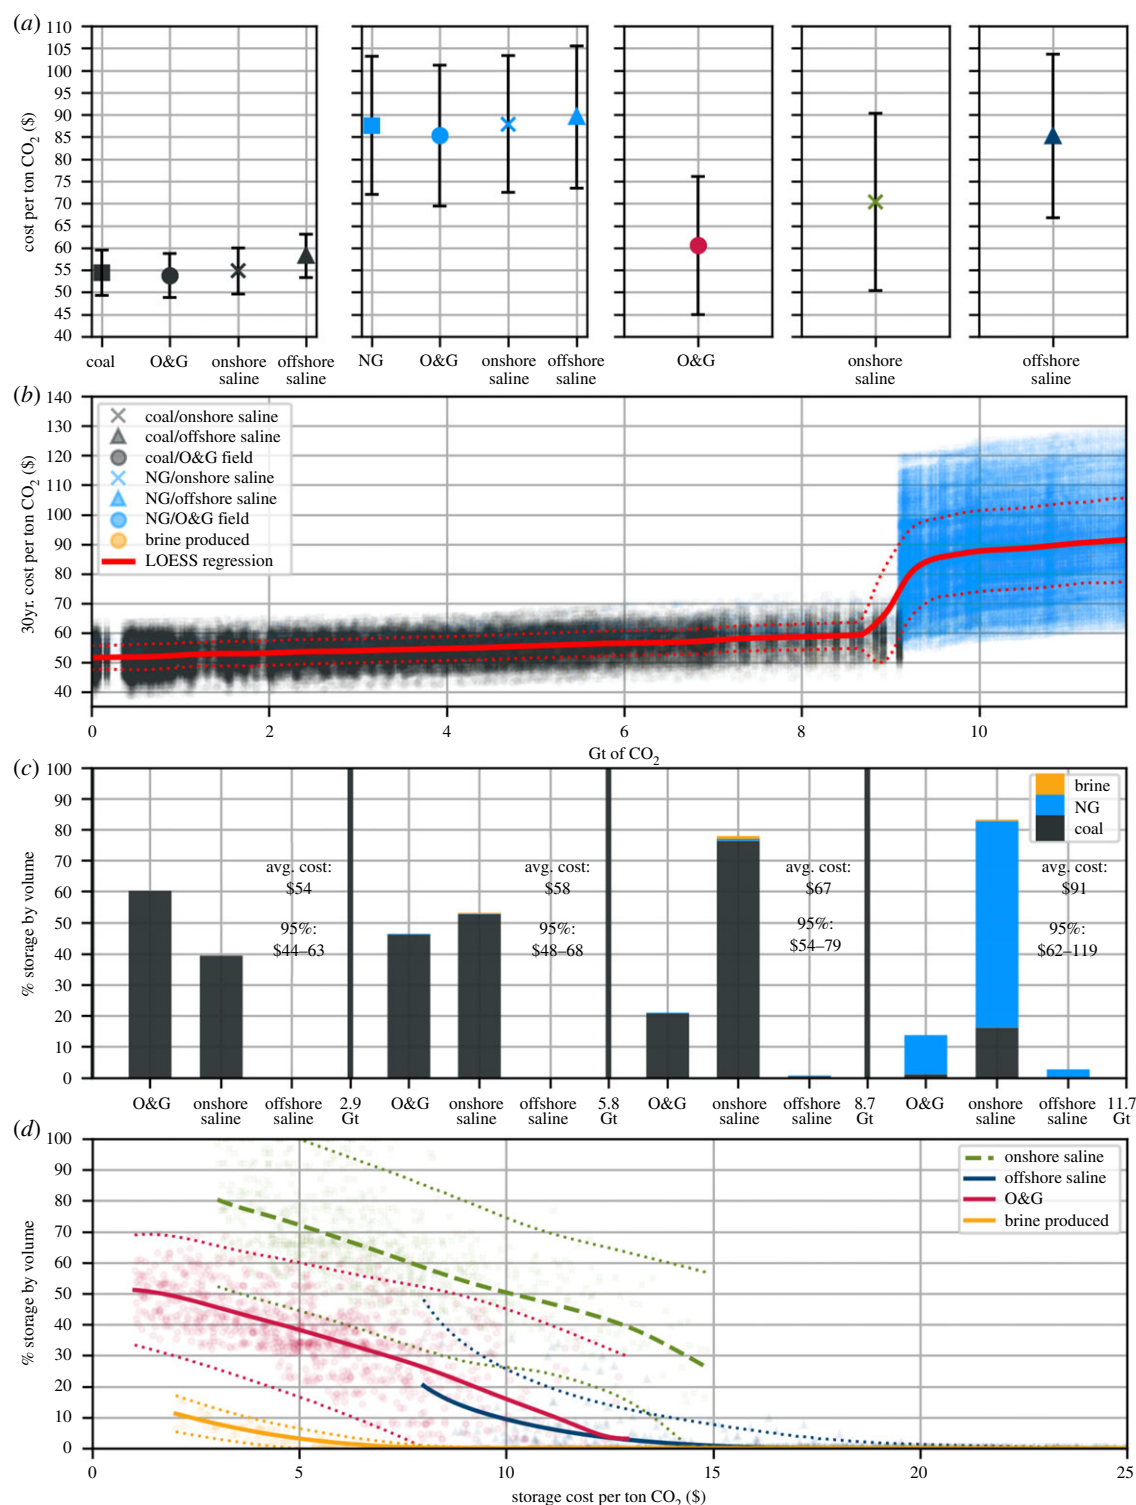 (a)
110
105
100
95
90
85
80
75
70
65
60
55
50
45
40
cost per ton CO2 ($)
coal
O&G
onshore
saline
offshore
saline
NG
O&G
onshore
saline
offshore
saline
O&G
onshore
saline
offshore
saline
(b)
140
130
120
110
100
90
80
70
60
50
40
30yr. cost per ton CO2 ($)
coal/onshore saline
coal/offshore saline
coal/O&G field
NG/onshore saline
NG/offshore saline
NG/O&G field
brine produced
LOESS regression
0
2
4
6
8
10
Gt of CO2
(c)
100
90
80
70
60
50
40
30
20
10
0
% storage by volume
brine
NG
coal
avg. cost:
$54
95%:
$44–63
avg. cost:
$58
95%:
$48–68
avg. cost:
$67
95%:
$54–79
avg. cost:
$91
95%:
$62–119
O&G
onshore
saline
offshore
saline
2.9
Gt
O&G
onshore
saline
offshore
saline
5.8
Gt
O&G
onshore
saline
offshore
saline
8.7
Gt
O&G
onshore
saline
offshore
saline
11.7
Gt
(d)
100
90
80
70
60
50
40
30
20
10
0
% storage by volume
onshore saline
offshore saline
O&G
brine produced
0
5
10
15
20
25
storage cost per ton CO2 ($)